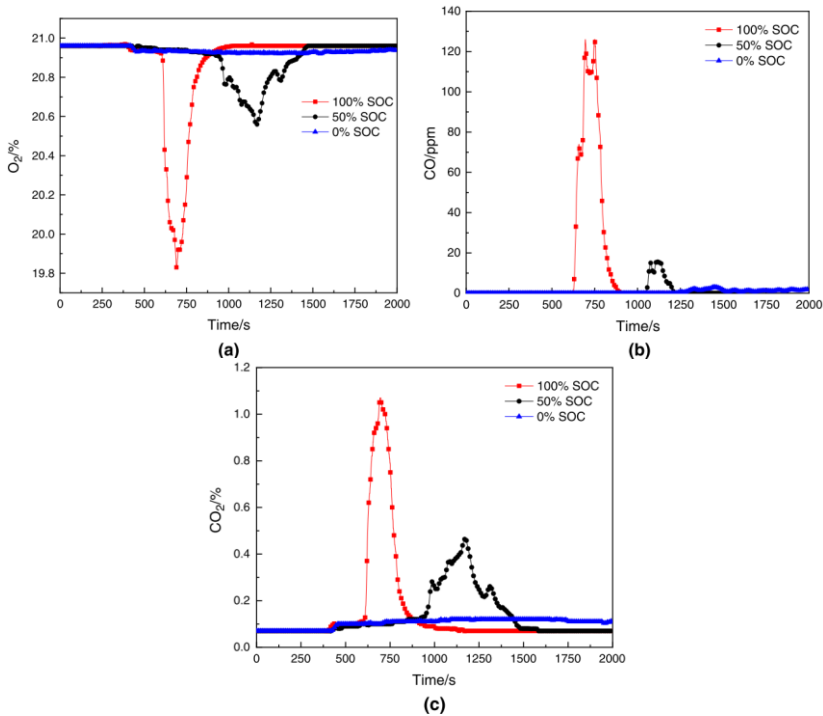 21.0
20.8
20.6
20.4
20.2
20.0
19.8
O2/%
100% SOC
50% SOC
0% SOC
0 250 500 750 1000 1250 1500 1750 2000
Time/s
(a)
140
120
100
80
60
40
20
0
CO/ppm
100% SOC
50% SOC
0% SOC
0 250 500 750 1000 1250 1500 1750 2000
Time/s
(b)
1.2
1.0
0.8
0.6
0.4
0.2
0.0
CO2/%
100% SOC
50% SOC
0% SOC
0 250 500 750 1000 1250 1500 1750 2000
Time/s
(c)